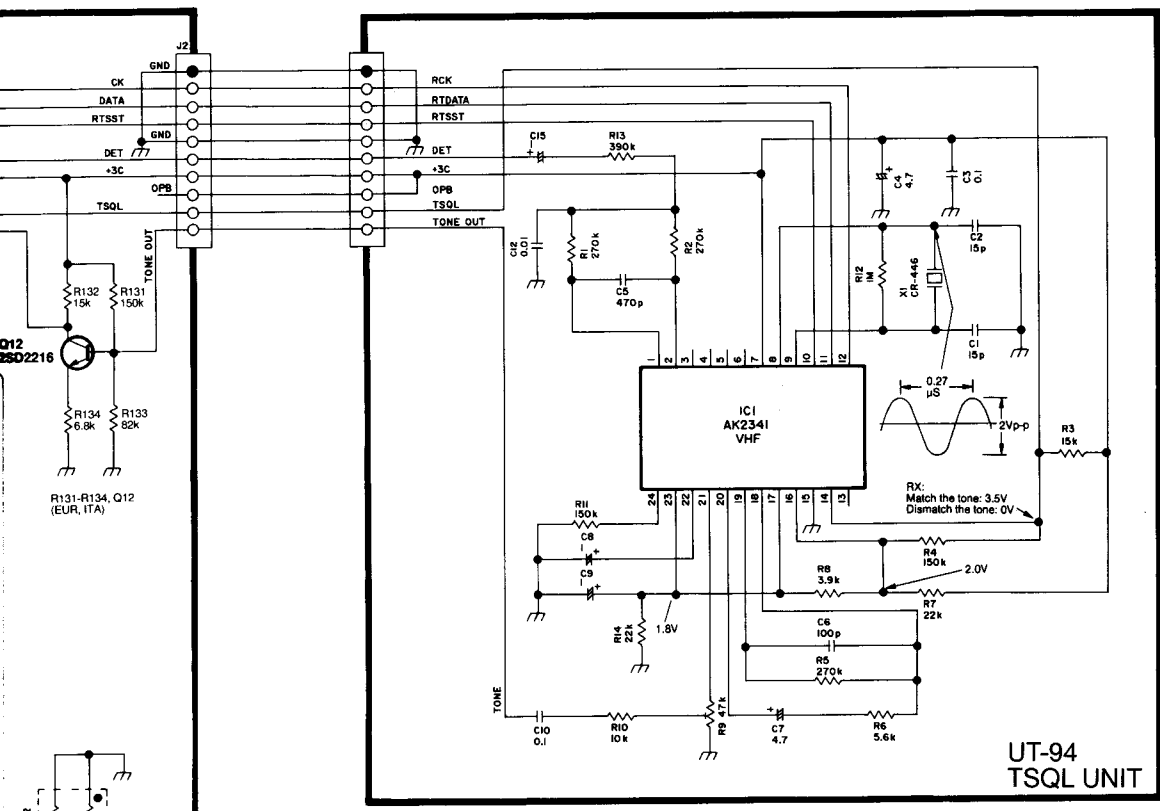 J2
GND
CK
DATA
RTSST
GND
DET
+3C
OPB
TSQL
TONE OUT
R132
15k
R131
150k
Q12
2SD2216
R134
6.8k
R133
82k
R131-R134, Q12
(EUR, ITA)
RCK
RTDATA
RTSST
DET
+3C
OPB
TSQL
TONE OUT
C15
R13
390k
C4
4.7
C3
0.1
C12
0.01
R1
270k
R2
270k
C5
470p
R12
1M
X1
CR-446
C2
15p
C1
15p
1 2 3 4 5 6 7 8 9 10 11 12
IC1
AK2341
VHF
24 23 22 21 20 19 18 17 16 15 14 13
0.27
µS
2Vp-p
R3
15k
RX:
Match the tone: 3.5V
Dismatch the tone: 0V
R11
150k
C8
C9
R14
22k
1.8V
R8
3.9k
R4
150k
2.0V
R7
22k
C6
100p
R5
270k
TONE
C10
0.1
R10
10k
R9 47k
C7
4.7
R6
5.6k
UT-94
TSQL UNIT